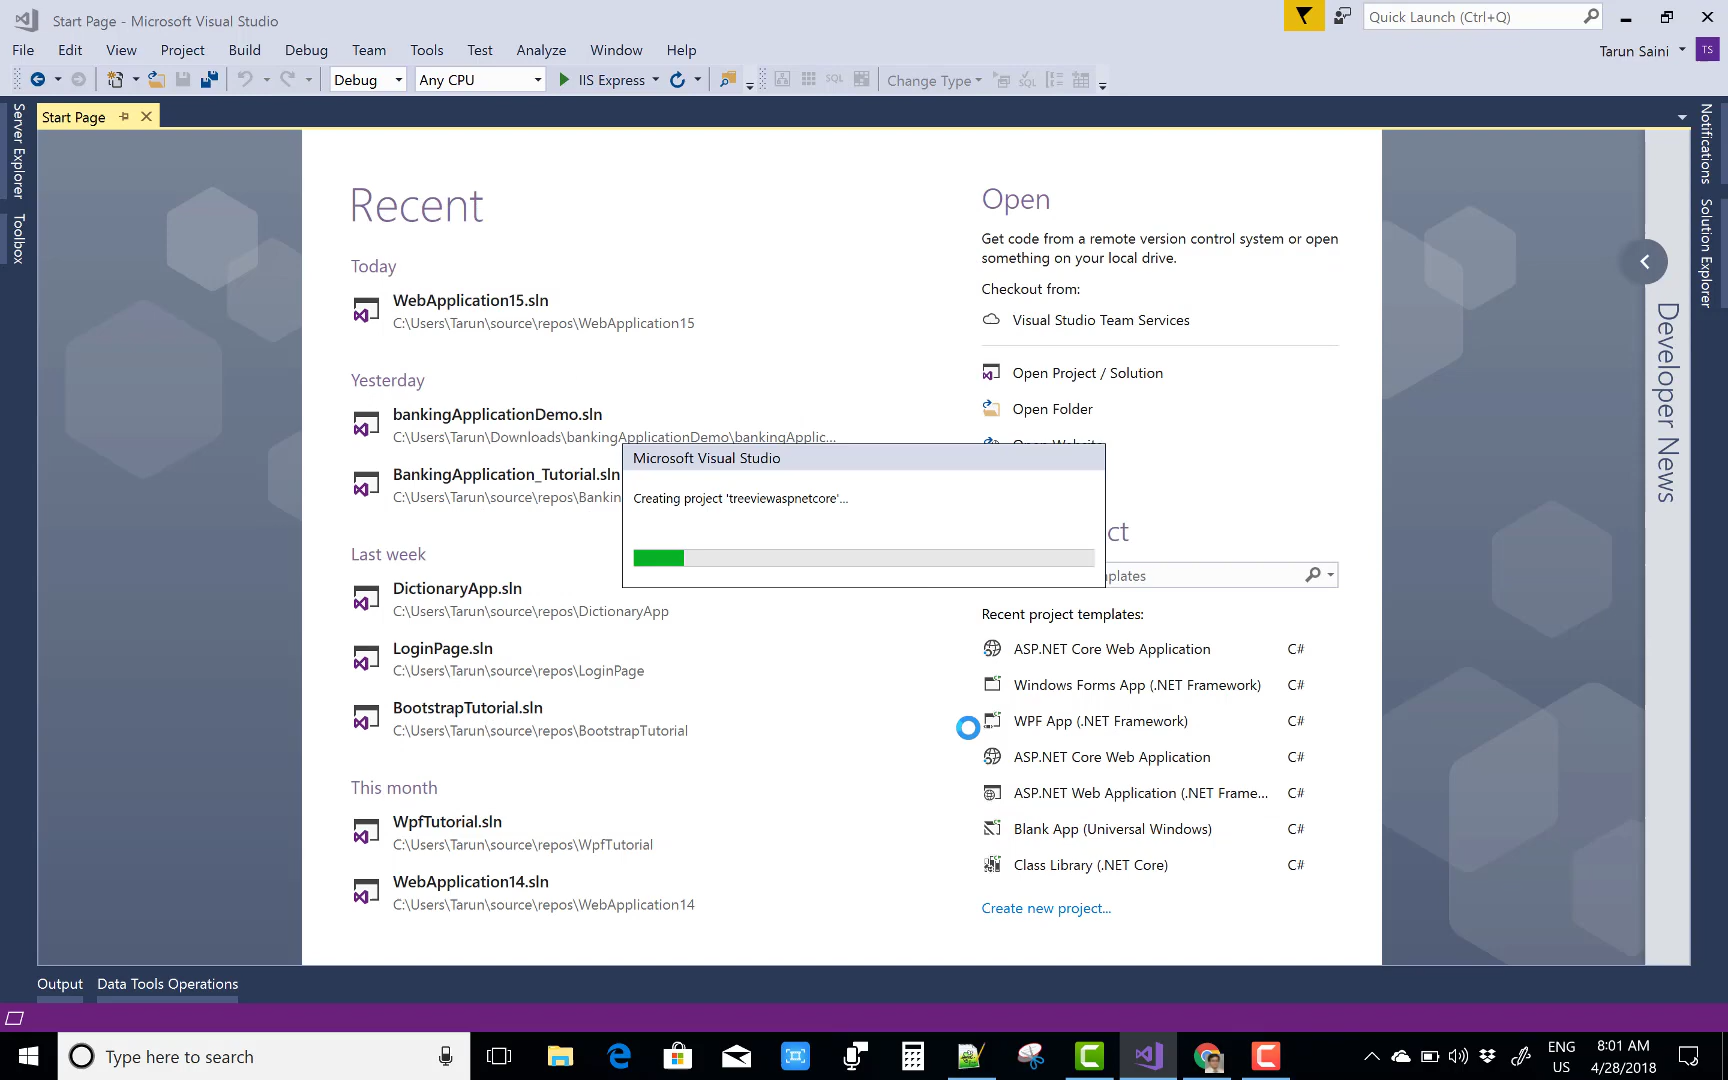 Start Page - Microsoft Visual Studio
Quick Launch (Ctrl+Q)
File Edit View Project Build Debug Team Tools Test Analyze Window Help
Tarun Saini TS
Debug Any CPU IIS Express SQL Change Type SQL
Server Explorer
Toolbox
Start Page
Notifications
Solution Explorer
Developer News
Recent
Today
WebApplication15.sln
C:\Users\Tarun\source\repos\WebApplication15
Yesterday
bankingApplicationDemo.sln
C:\Users\Tarun\Downloads\bankingApplicationDemo\bankingApplic...
BankingApplication_Tutorial.sln
C:\Users\Tarun\source\repos\Bankin
Last week
DictionaryApp.sln
C:\Users\Tarun\source\repos\DictionaryApp
LoginPage.sln
C:\Users\Tarun\source\repos\LoginPage
BootstrapTutorial.sln
C:\Users\Tarun\source\repos\BootstrapTutorial
This month
WpfTutorial.sln
C:\Users\Tarun\source\repos\WpfTutorial
WebApplication14.sln
C:\Users\Tarun\source\repos\WebApplication14
Open
Get code from a remote version control system or open
something on your local drive.
Checkout from:
Visual Studio Team Services
Open Project / Solution
Open Folder
Open Website
Microsoft Visual Studio
Creating project 'treeviewaspnetcore'...
ct
plates
Recent project templates:
ASP.NET Core Web Application C#
Windows Forms App (.NET Framework) C#
WPF App (.NET Framework) C#
ASP.NET Core Web Application C#
ASP.NET Web Application (.NET Frame... C#
Blank App (Universal Windows) C#
Class Library (.NET Core) C#
Create new project...
Output Data Tools Operations
Type here to search
ENG
US
8:01 AM
4/28/2018